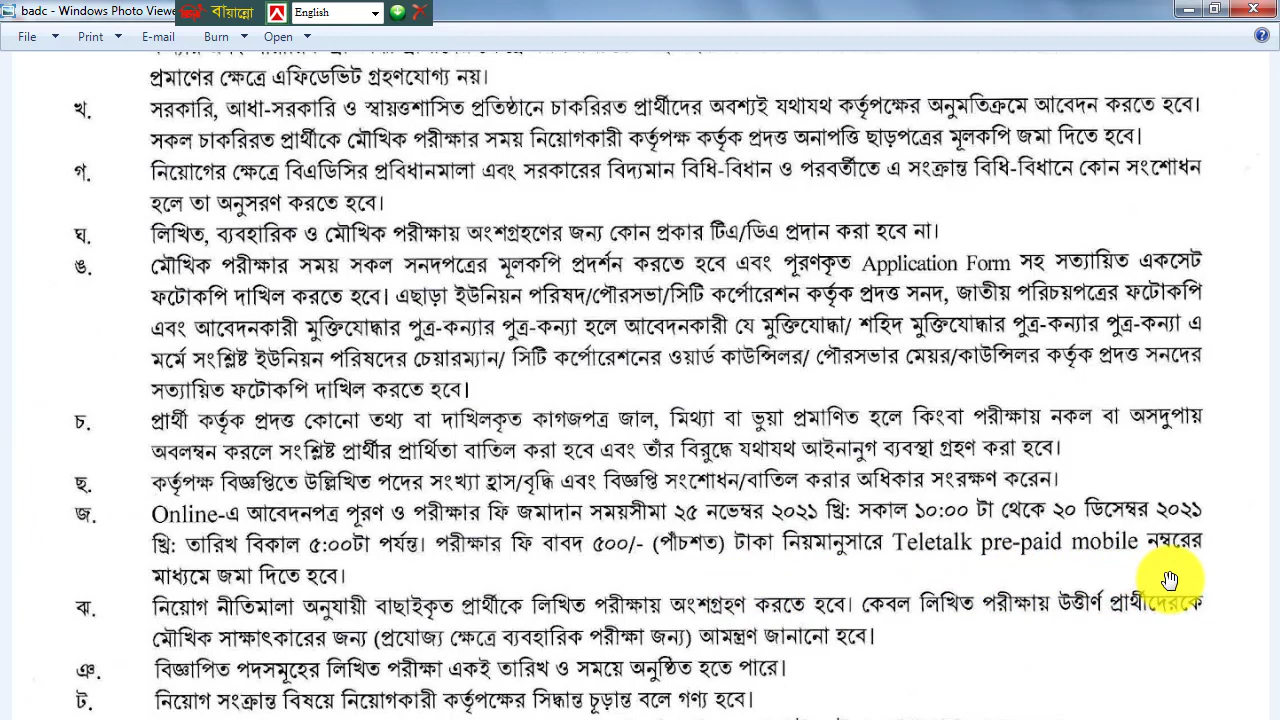 badc - Windows Photo Viewer
বায়ান্নো English
File Print E-mail Burn Open
প্রমাণের ক্ষেত্রে এফিডেভিট গ্রহণযোগ্য নয়।
খ. সরকারি, আধা-সরকারি ও স্বায়ত্তশাসিত প্রতিষ্ঠানে চাকরিরত প্রার্থীদের অবশ্যই যথাযথ কর্তৃপক্ষের অনুমতিক্রমে আবেদন করতে হবে।
সকল চাকরিরত প্রার্থীকে মৌখিক পরীক্ষার সময় নিয়োগকারী কর্তৃপক্ষ কর্তৃক প্রদত্ত অনাপত্তি ছাড়পত্রের মূলকপি জমা দিতে হবে।
গ. নিয়োগের ক্ষেত্রে বিএডিসির প্রবিধানমালা এবং সরকারের বিদ্যমান বিধি-বিধান ও পরবর্তীতে এ সংক্রান্ত বিধি-বিধানে কোন সংশোধন
হলে তা অনুসরণ করতে হবে।
ঘ. লিখিত, ব্যবহারিক ও মৌখিক পরীক্ষায় অংশগ্রহণের জন্য কোন প্রকার টিএ/ডিএ প্রদান করা হবে না।
ঙ. মৌখিক পরীক্ষার সময় সকল সনদপত্রের মূলকপি প্রদর্শন করতে হবে এবং পূরণকৃত Application Form সহ সত্যায়িত একসেট
ফটোকপি দাখিল করতে হবে। এছাড়া ইউনিয়ন পরিষদ/পৌরসভা/সিটি কর্পোরেশন কর্তৃক প্রদত্ত সনদ, জাতীয় পরিচয়পত্রের ফটোকপি
এবং আবেদনকারী মুক্তিযোদ্ধার পুত্র-কন্যার পুত্র-কন্যা হলে আবেদনকারী যে মুক্তিযোদ্ধা/ শহিদ মুক্তিযোদ্ধার পুত্র-কন্যার পুত্র-কন্যা এ
মর্মে সংশ্লিষ্ট ইউনিয়ন পরিষদের চেয়ারম্যান/ সিটি কর্পোরেশনের ওয়ার্ড কাউন্সিলর/ পৌরসভার মেয়র/কাউন্সিলর কর্তৃক প্রদত্ত সনদের
সত্যায়িত ফটোকপি দাখিল করতে হবে।
চ. প্রার্থী কর্তৃক প্রদত্ত কোনো তথ্য বা দাখিলকৃত কাগজপত্র জাল, মিথ্যা বা ভুয়া প্রমাণিত হলে কিংবা পরীক্ষায় নকল বা অসদুপায়
অবলম্বন করলে সংশ্লিষ্ট প্রার্থীর প্রার্থিতা বাতিল করা হবে এবং তাঁর বিরুদ্ধে যথাযথ আইনানুগ ব্যবস্থা গ্রহণ করা হবে।
ছ. কর্তৃপক্ষ বিজ্ঞপ্তিতে উল্লিখিত পদের সংখ্যা হ্রাস/বৃদ্ধি এবং বিজ্ঞপ্তি সংশোধন/বাতিল করার অধিকার সংরক্ষণ করেন।
জ. Online-এ আবেদনপত্র পূরণ ও পরীক্ষার ফি জমাদান সময়সীমা ২৫ নভেম্বর ২০২১ খ্রি: সকাল ১০:০০ টা থেকে ২০ ডিসেম্বর ২০২১
খ্রি: তারিখ বিকাল ৫:০০টা পর্যন্ত। পরীক্ষার ফি বাবদ ৫০০/- (পাঁচশত) টাকা নিয়মানুসারে Teletalk pre-paid mobile নম্বরের
মাধ্যমে জমা দিতে হবে।
ঝ. নিয়োগ নীতিমালা অনুযায়ী বাছাইকৃত প্রার্থীকে লিখিত পরীক্ষায় অংশগ্রহণ করতে হবে। কেবল লিখিত পরীক্ষায় উত্তীর্ণ প্রার্থীদেরকে
মৌখিক সাক্ষাৎকারের জন্য (প্রযোজ্য ক্ষেত্রে ব্যবহারিক পরীক্ষা জন্য) আমন্ত্রণ জানানো হবে।
ঞ. বিজ্ঞাপিত পদসমূহের লিখিত পরীক্ষা একই তারিখ ও সময়ে অনুষ্ঠিত হতে পারে।
ট. নিয়োগ সংক্রান্ত বিষয়ে নিয়োগকারী কর্তৃপক্ষের সিদ্ধান্ত চূড়ান্ত বলে গণ্য হবে।